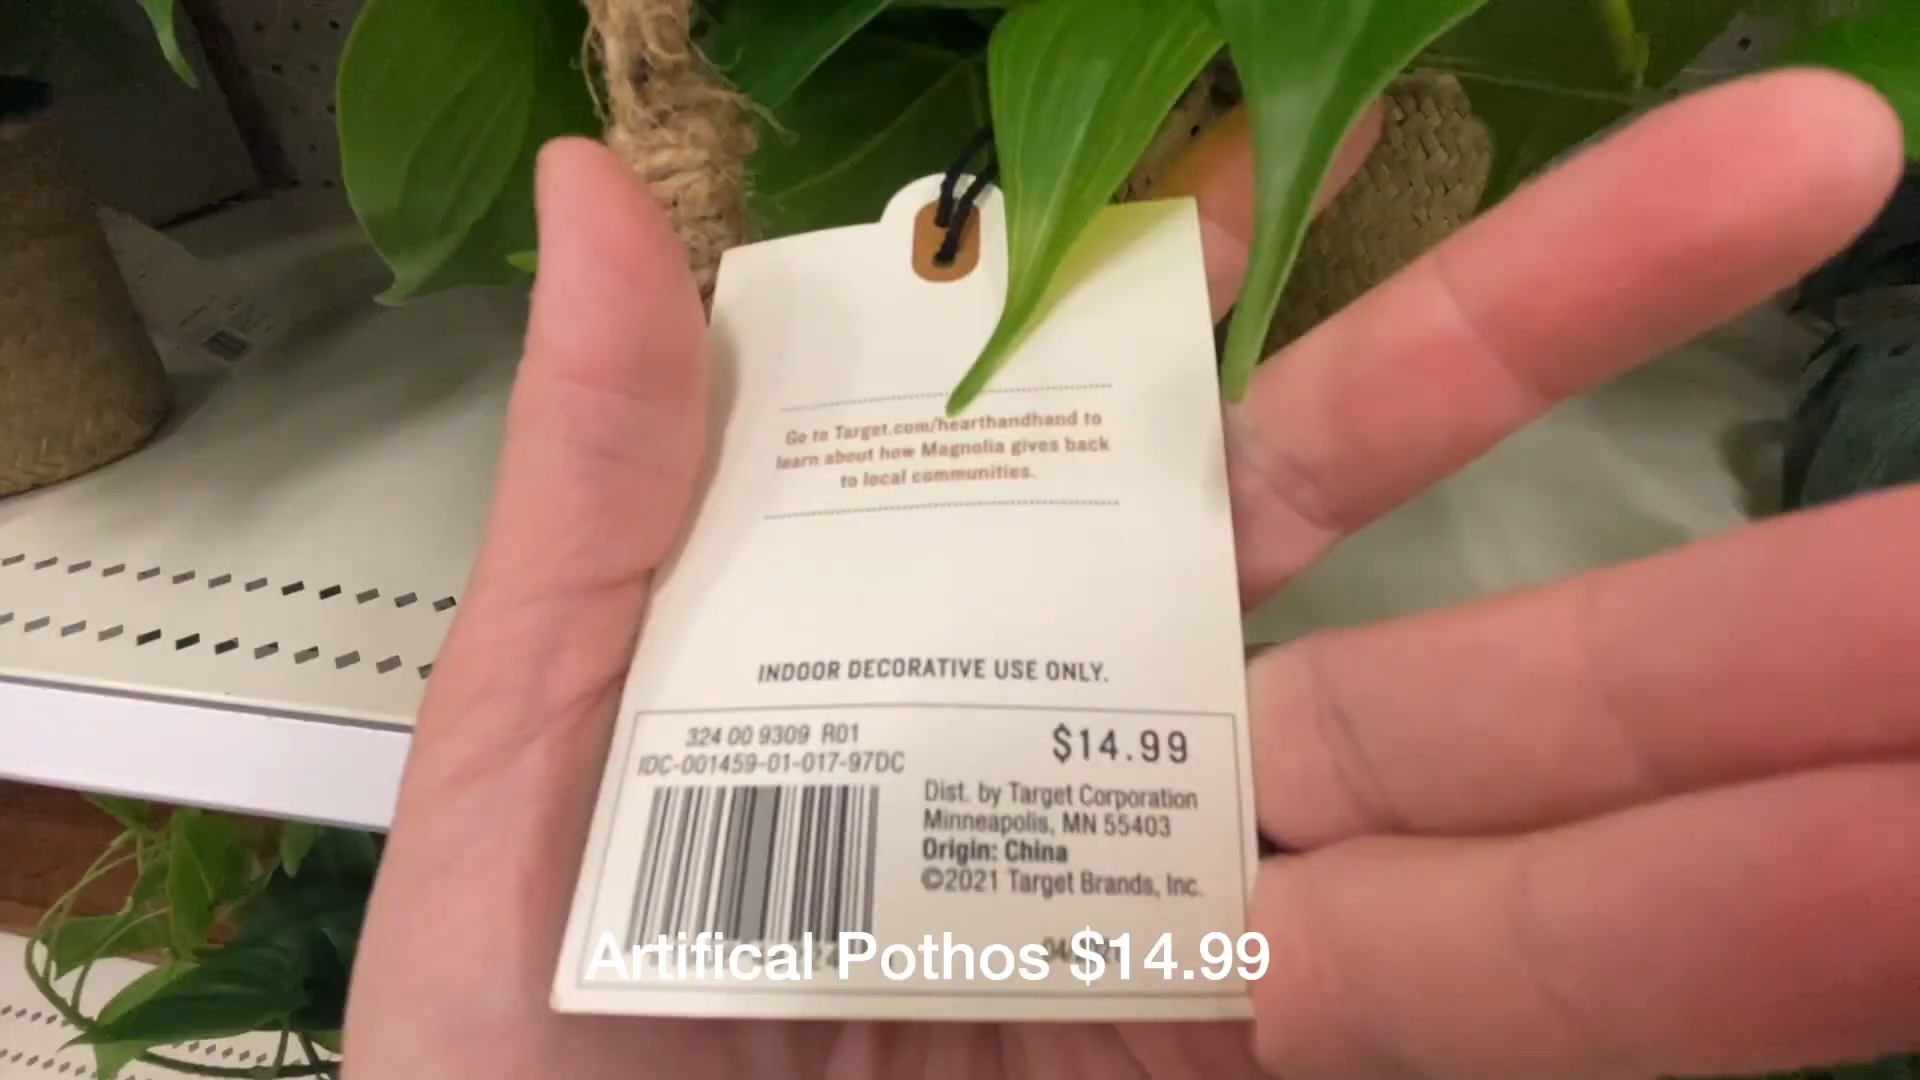 Go to Target.com/hearthandhand to
learn about how Magnolia gives back
to local communities.
INDOOR DECORATIVE USE ONLY.
324 00 9309 R01
IDC-001459-01-017-97DC
$14.99
Dist. by Target Corporation
Minneapolis, MN 55403
Origin: China
©2021 Target Brands, Inc.
Artifical Pothos $14.99